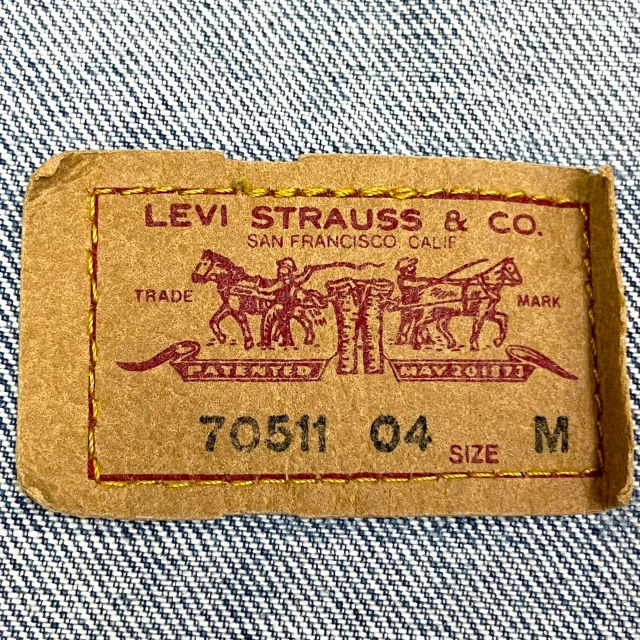 LEVI STRAUSS & CO.
SAN FRANCISCO CALIF
TRADE MARK
PATENTED MAY 20 1873
70511 04 SIZE M